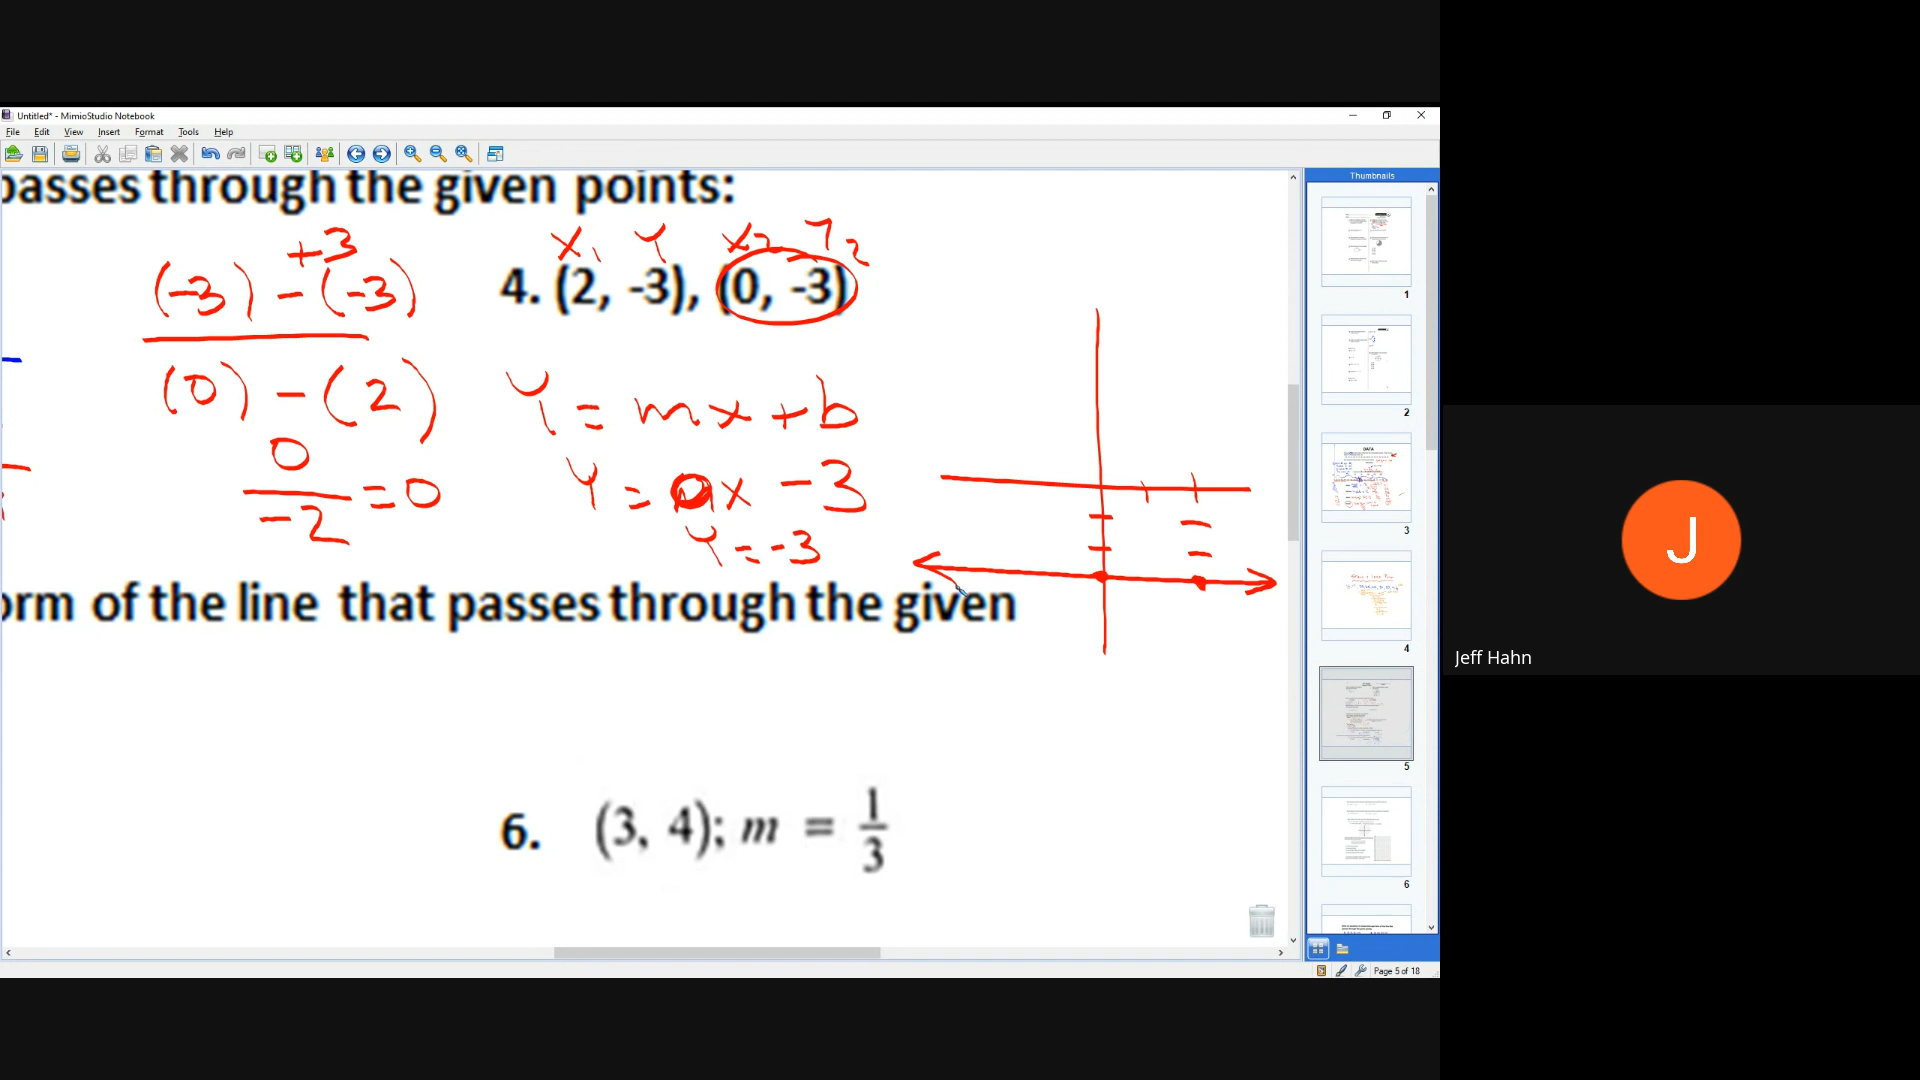 Untitled* - MimioStudio Notebook
File Edit View Insert Format Tools Help
Thumbnails
passes through the given points:
+3
(-3) - (-3)
(0) - (2)
0
-2
=0
x1 y x2 y2
4. (2, -3), (0, -3)
Y = mx + b
Y = 0x - 3
Y = -3
orm of the line that passes through the given
6. (3, 4); m = 1/3
1
2
DATA
3
4
5
6
Page 5 of 18
J
Jeff Hahn